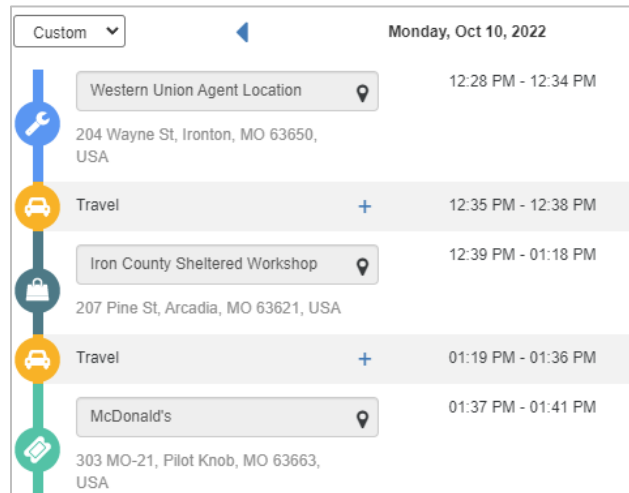 Custom
Monday, Oct 10, 2022
Western Union Agent Location
12:28 PM - 12:34 PM
204 Wayne St, Ironton, MO 63650,
USA
Travel + 12:35 PM - 12:38 PM
Iron County Sheltered Workshop
12:39 PM - 01:18 PM
207 Pine St, Arcadia, MO 63621, USA
Travel + 01:19 PM - 01:36 PM
McDonald's
01:37 PM - 01:41 PM
303 MO-21, Pilot Knob, MO 63663,
USA